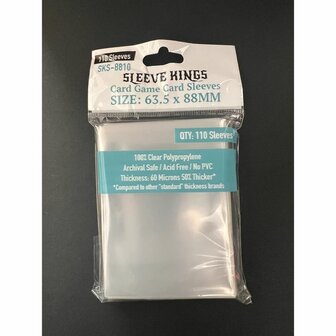 110 Sleeves
SKS-8810
SLEEVE KINGS
Card Game Card Sleeves
SIZE: 63.5 x 88MM
QTY: 110 Sleeves
100% Clear Polypropylene
Archival Safe / Acid Free / No PVC
Thickness: 60 Microns 50% Thicker*
*Compared to other "standard" thickness brands